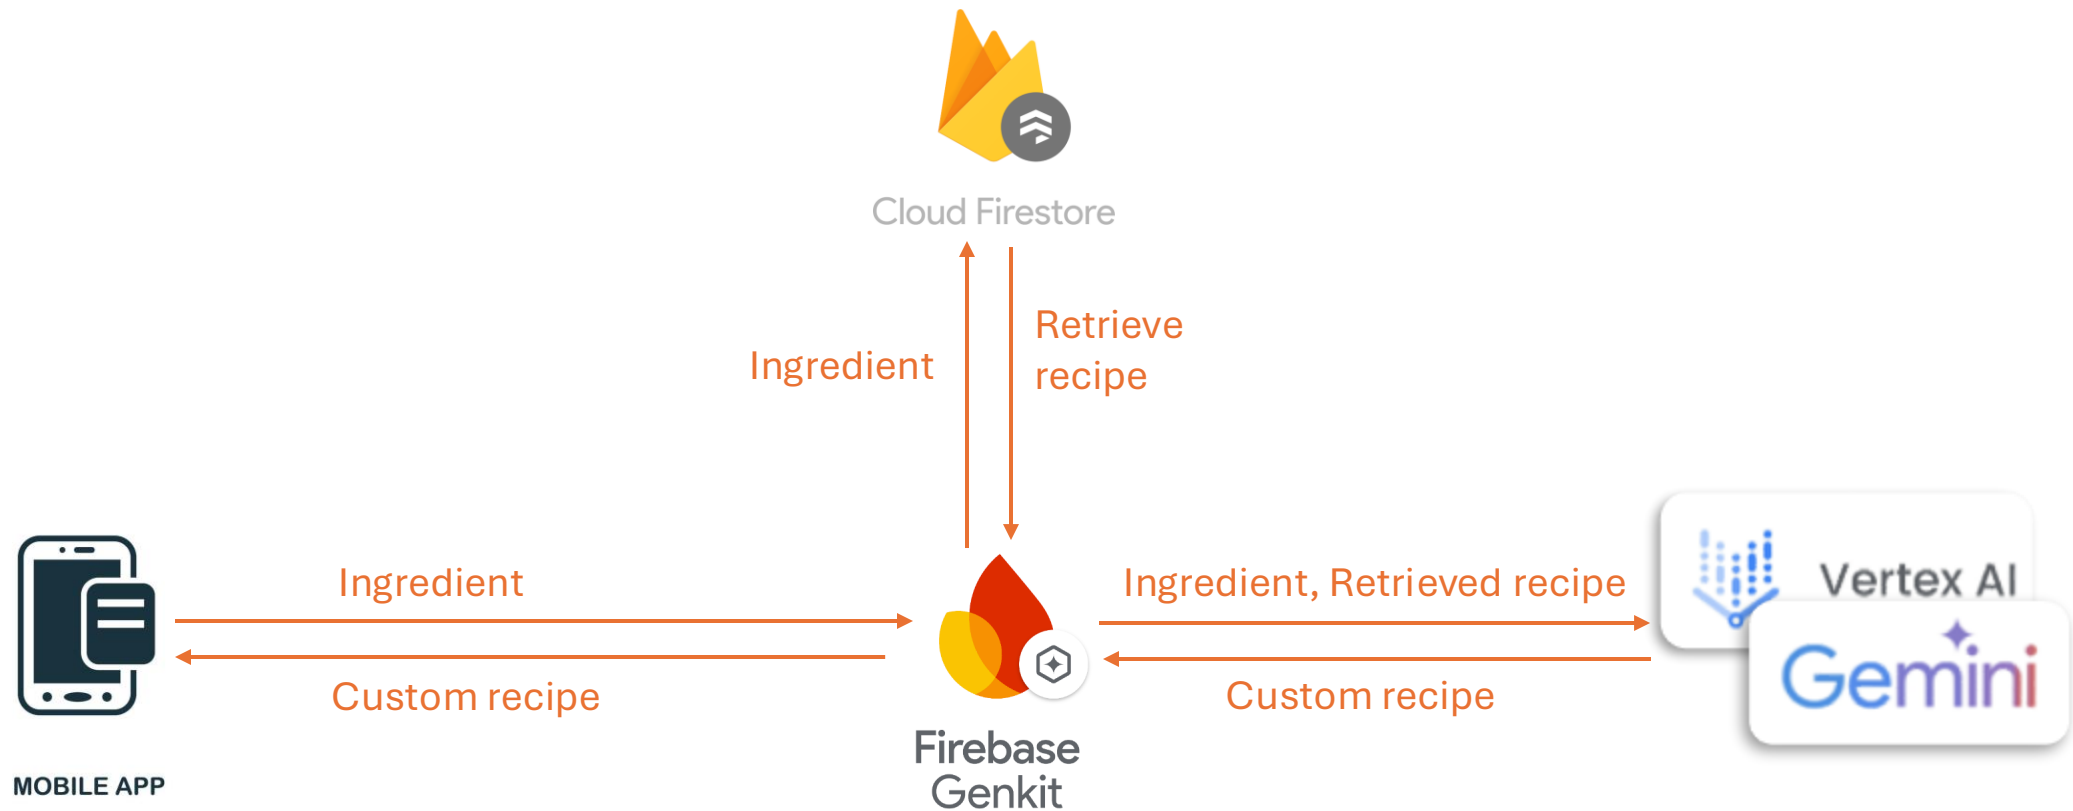 Cloud Firestore
Ingredient
Retrieve
recipe
Ingredient
Custom recipe
Ingredient, Retrieved recipe
Custom recipe
Vertex AI
Gemini
MOBILE APP
Firebase
Genkit